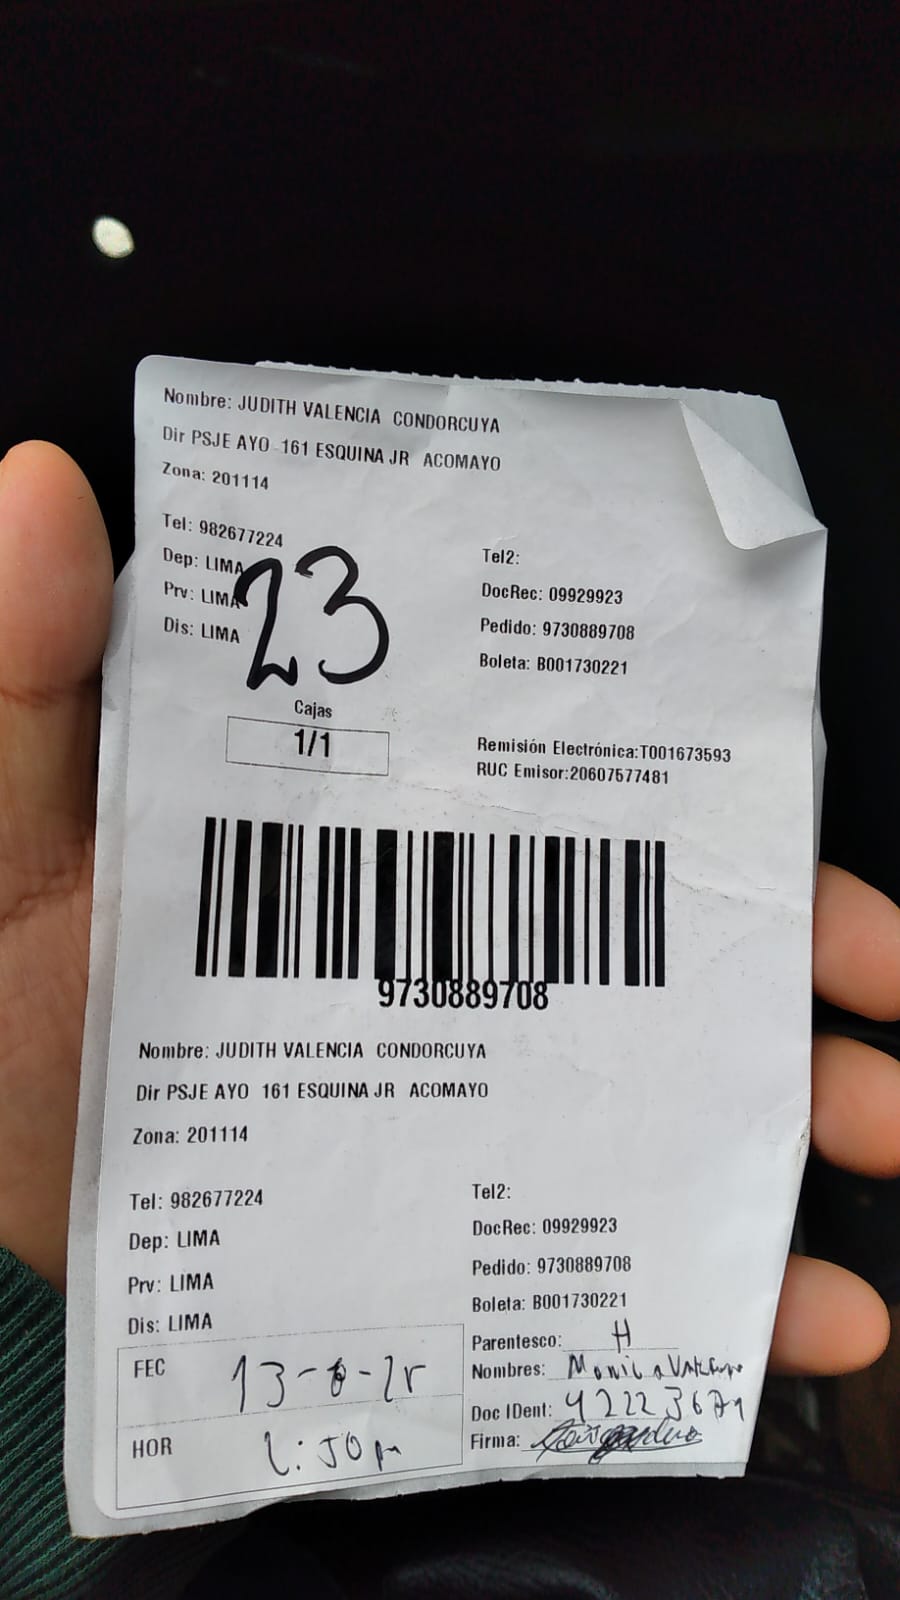 Nombre: JUDITH VALENCIA CONDORCUYA
Dir PSJE AYO 161 ESQUINA JR ACOMAYO
Zona: 201114
Tel: 982677224
Dep: LIMA
Prv: LIMA
Dis: LIMA
23
Tel2:
DocRec: 09929923
Pedido: 9730889708
Boleta: B001730221
Cajas
1/1
Remisión Electrónica:T001673593
RUC Emisor:20607577481
9730889708
Nombre: JUDITH VALENCIA CONDORCUYA
Dir PSJE AYO 161 ESQUINA JR ACOMAYO
Zona: 201114
Tel: 982677224
Dep: LIMA
Prv: LIMA
Dis: LIMA
Tel2:
DocRec: 09929923
Pedido: 9730889708
Boleta: B001730221
Parentesco: H
Nombres: Monica
Doc IDent:
Firma:
FEC
HOR